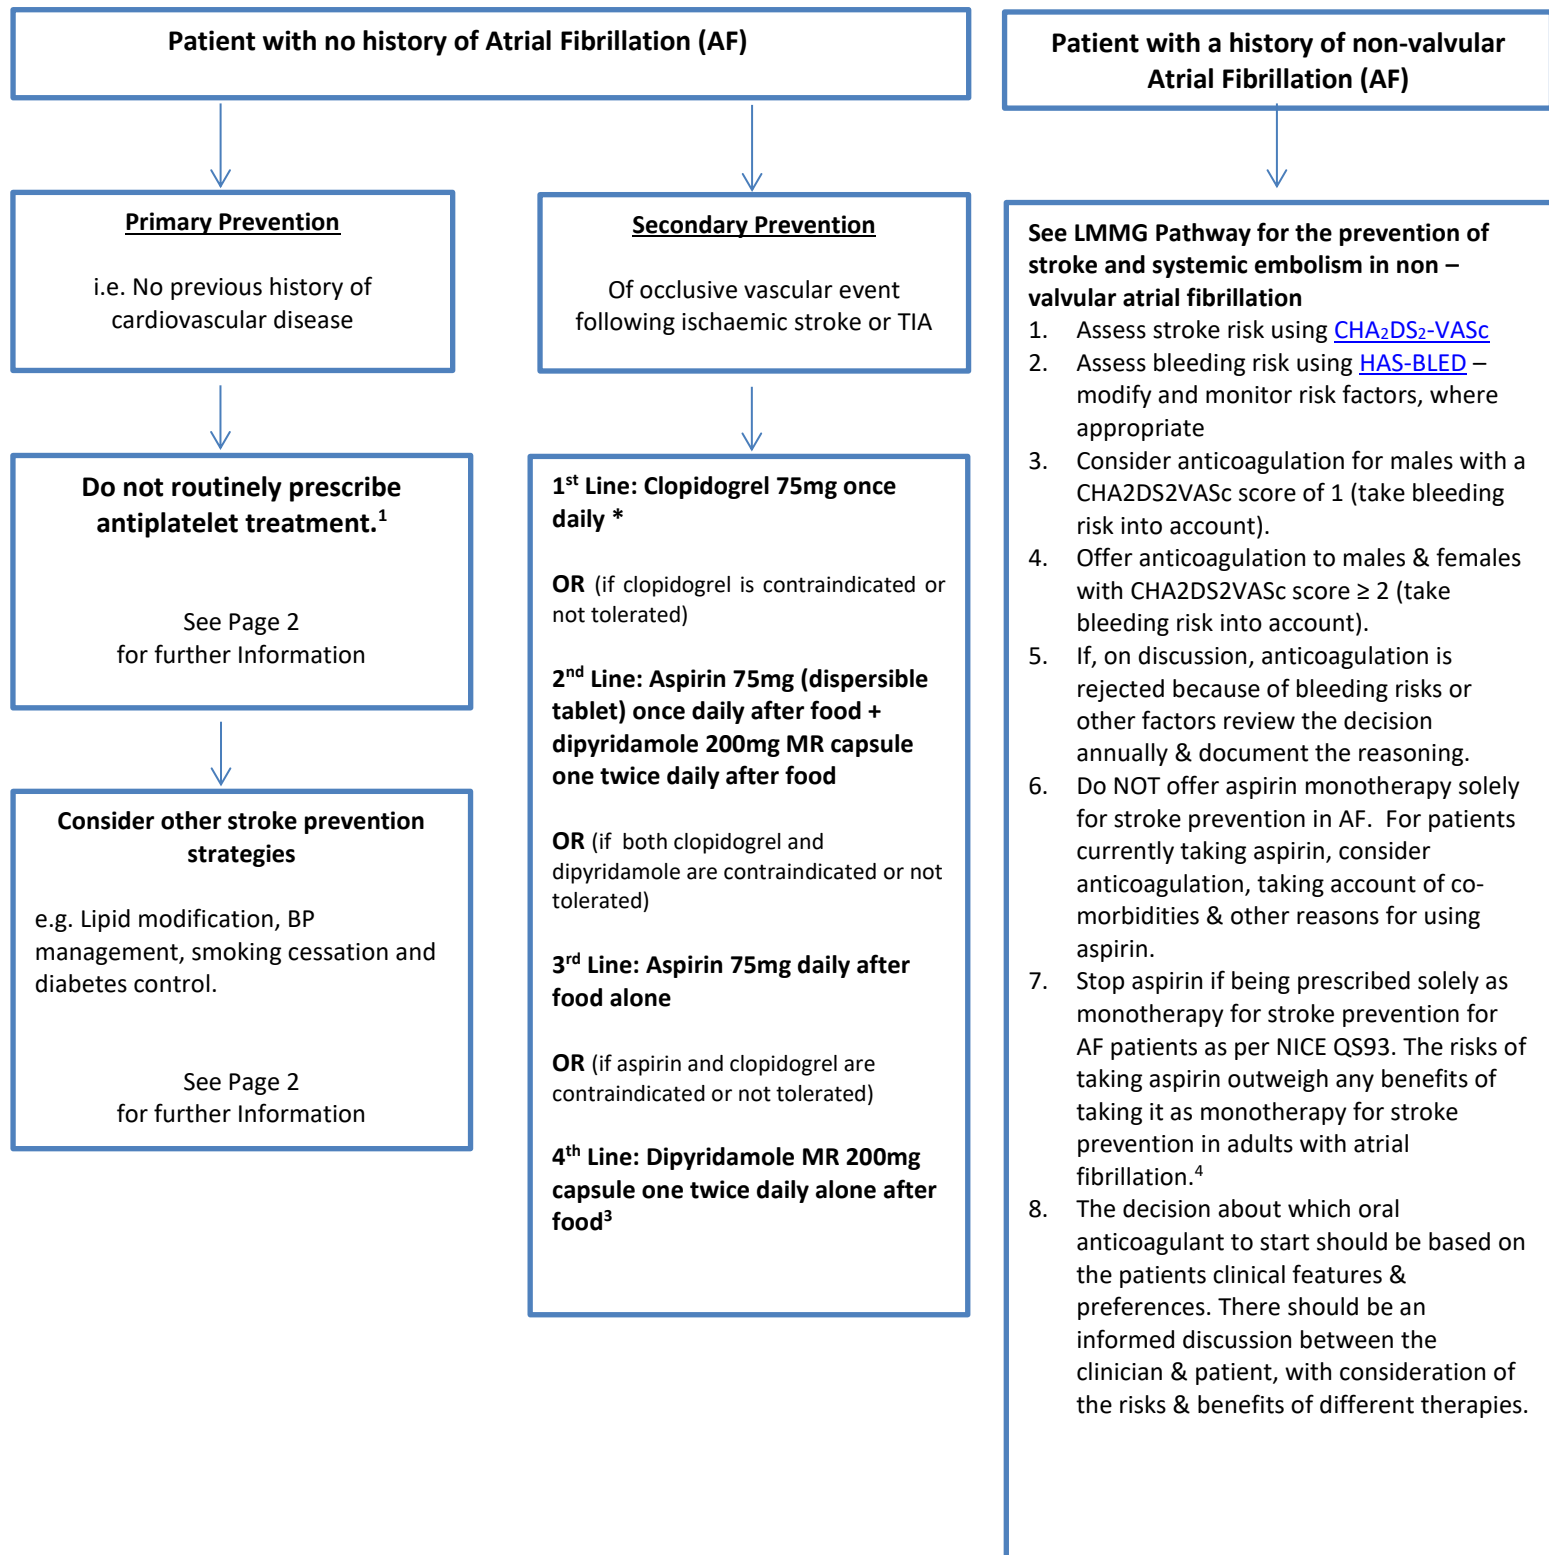 Patient with no history of Atrial Fibrillation (AF)
Primary Prevention
i.e. No previous history of
cardiovascular disease
Do not routinely prescribe
antiplatelet treatment.1
See Page 2
for further Information
Consider other stroke prevention
strategies
e.g. Lipid modification, BP
management, smoking cessation and
diabetes control.
See Page 2
for further Information
Secondary Prevention
Of occlusive vascular event
following ischaemic stroke or TIA
1st Line: Clopidogrel 75mg once
daily *
OR (if clopidogrel is contraindicated or
not tolerated)
2nd Line: Aspirin 75mg (dispersible
tablet) once daily after food +
dipyridamole 200mg MR capsule
one twice daily after food
OR (if both clopidogrel and
dipyridamole are contraindicated or not
tolerated)
3rd Line: Aspirin 75mg daily after
food alone
OR (if aspirin and clopidogrel are
contraindicated or not tolerated)
4th Line: Dipyridamole MR 200mg
capsule one twice daily alone after
food3
Patient with a history of non-valvular
Atrial Fibrillation (AF)
See LMMG Pathway for the prevention of
stroke and systemic embolism in non –
valvular atrial fibrillation
1. Assess stroke risk using CHA2DS2-VASc
2. Assess bleeding risk using HAS-BLED –
modify and monitor risk factors, where
appropriate
3. Consider anticoagulation for males with a
CHA2DS2VASc score of 1 (take bleeding
risk into account).
4. Offer anticoagulation to males & females
with CHA2DS2VASc score ≥ 2 (take
bleeding risk into account).
5. If, on discussion, anticoagulation is
rejected because of bleeding risks or
other factors review the decision
annually & document the reasoning.
6. Do NOT offer aspirin monotherapy solely
for stroke prevention in AF. For patients
currently taking aspirin, consider
anticoagulation, taking account of co-
morbidities & other reasons for using
aspirin.
7. Stop aspirin if being prescribed solely as
monotherapy for stroke prevention for
AF patients as per NICE QS93. The risks of
taking aspirin outweigh any benefits of
taking it as monotherapy for stroke
prevention in adults with atrial
fibrillation.4
8. The decision about which oral
anticoagulant to start should be based on
the patients clinical features &
preferences. There should be an
informed discussion between the
clinician & patient, with consideration of
the risks & benefits of different therapies.